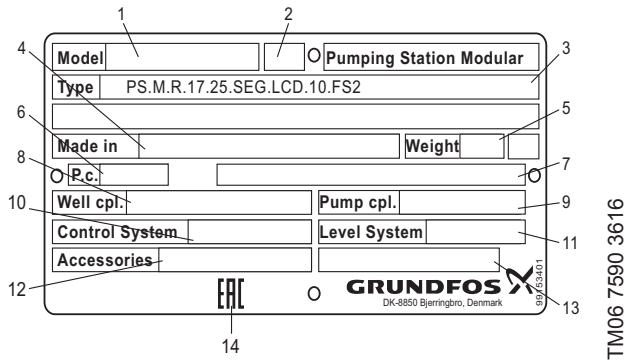 1 2
4 3
Model Pumping Station Modular
Type PS.M.R.17.25.SEG.LCD.10.FS2
6 5
Made in Weight
8 7
P.c.
Well cpl. Pump cpl. 9
10
Control System Level System 11
Accessories
12 13
EAC GRUNDFOS
DK-8850 Bjerringbro, Denmark
99153401
14
TM06 7590 3616